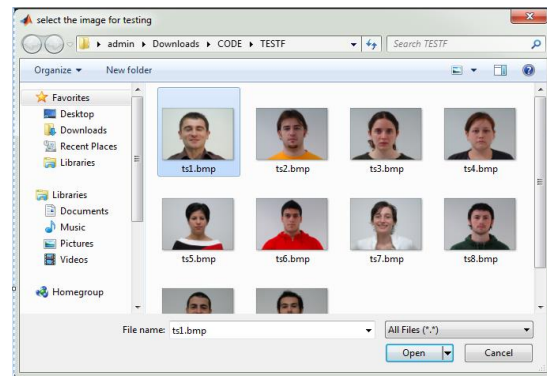 select the image for testing
admin ▸ Downloads ▸ CODE ▸ TESTF
Search TESTF
Organize
New folder
Favorites
Desktop
Downloads
Recent Places
Libraries
Libraries
Documents
Music
Pictures
Videos
Homegroup
ts1.bmp
ts2.bmp
ts3.bmp
ts4.bmp
ts5.bmp
ts6.bmp
ts7.bmp
ts8.bmp
File name: ts1.bmp
All Files (*.*)
Open
Cancel